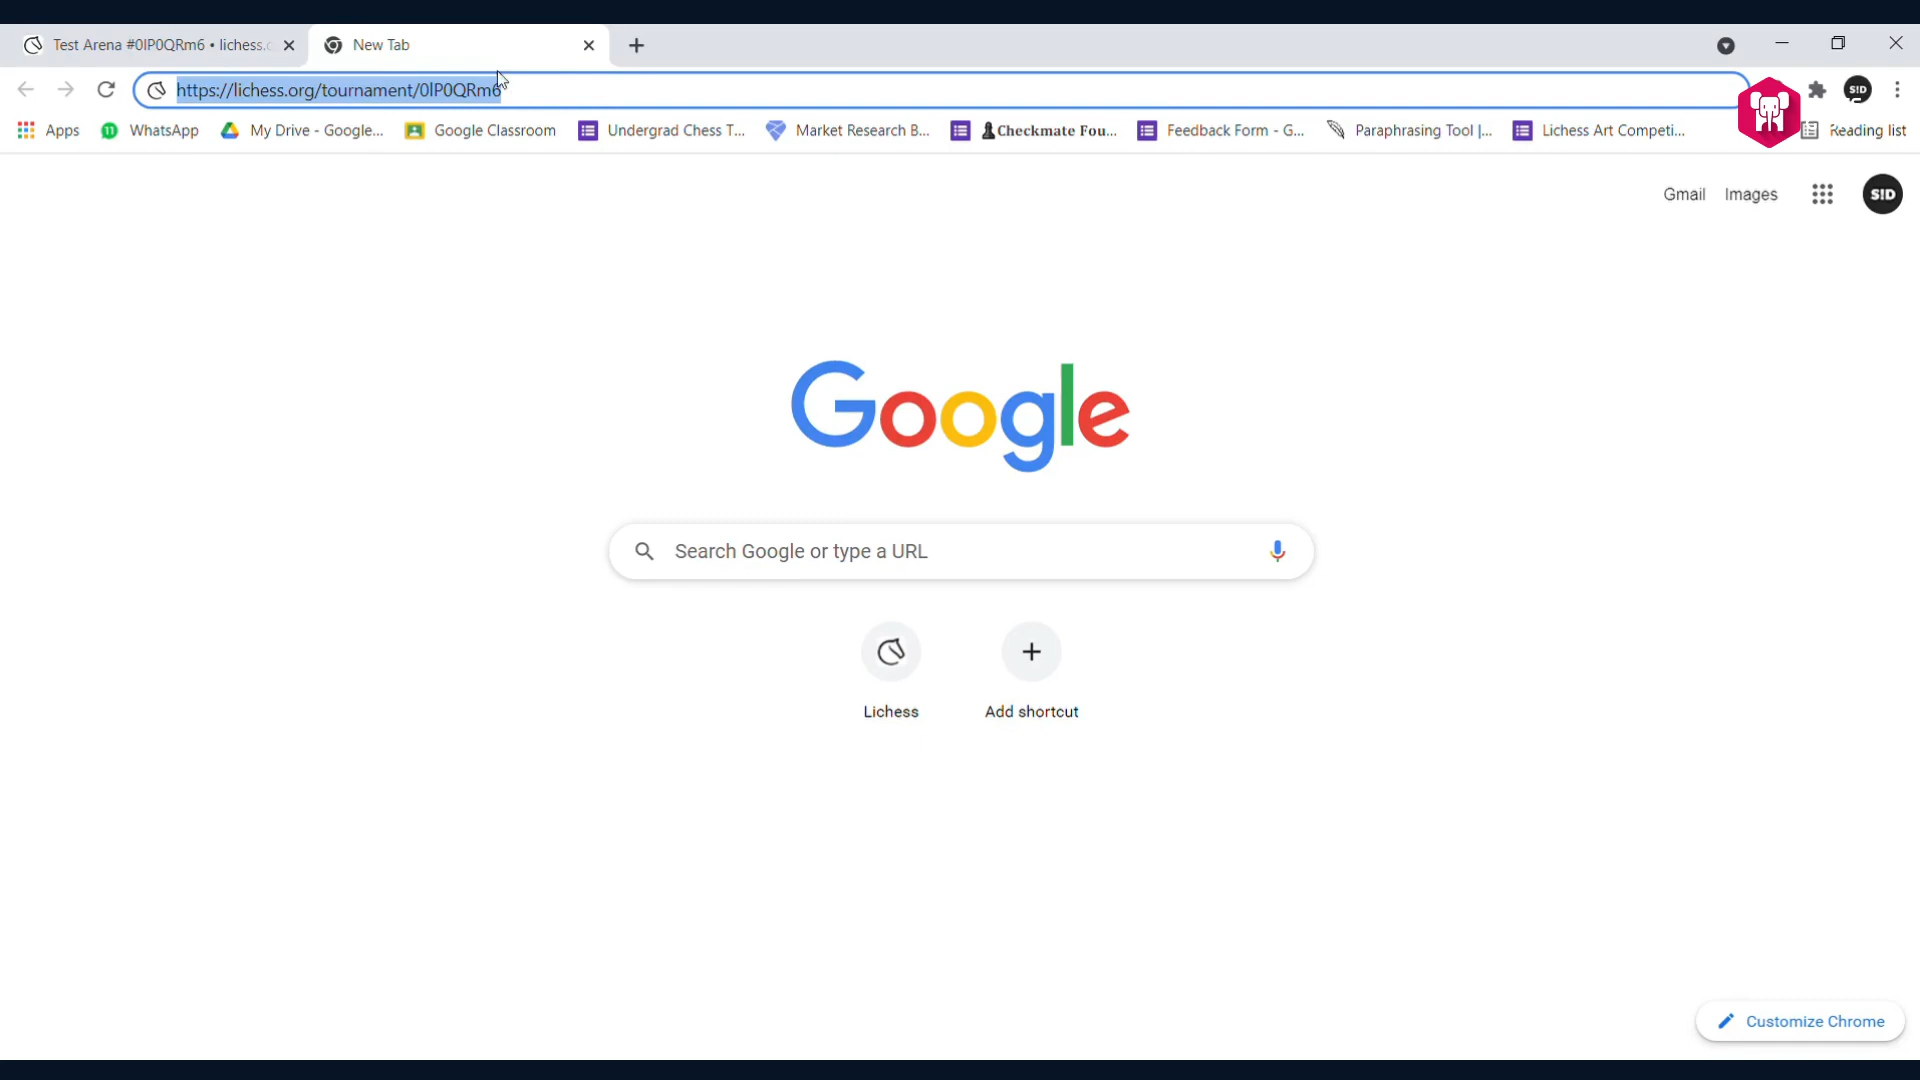 Test Arena #0lP0QRm6 • lichess.c
New Tab
https://lichess.org/tournament/0lP0QRm6
S!D
Apps
WhatsApp
My Drive - Google...
Google Classroom
Undergrad Chess T...
Market Research B...
Checkmate Fou...
Feedback Form - G...
Paraphrasing Tool |...
Lichess Art Competi...
Reading list
Gmail
Images
S!D
Google
Search Google or type a URL
Lichess
Add shortcut
Customize Chrome